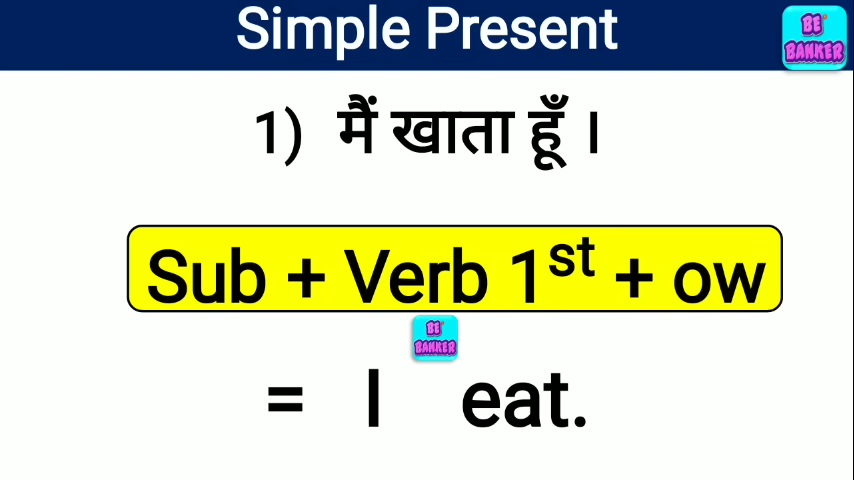 Simple Present
BE
BANKER
1) मैं खाता हूँ ।
Sub + Verb 1st + ow
BE
BANKER
= I eat.